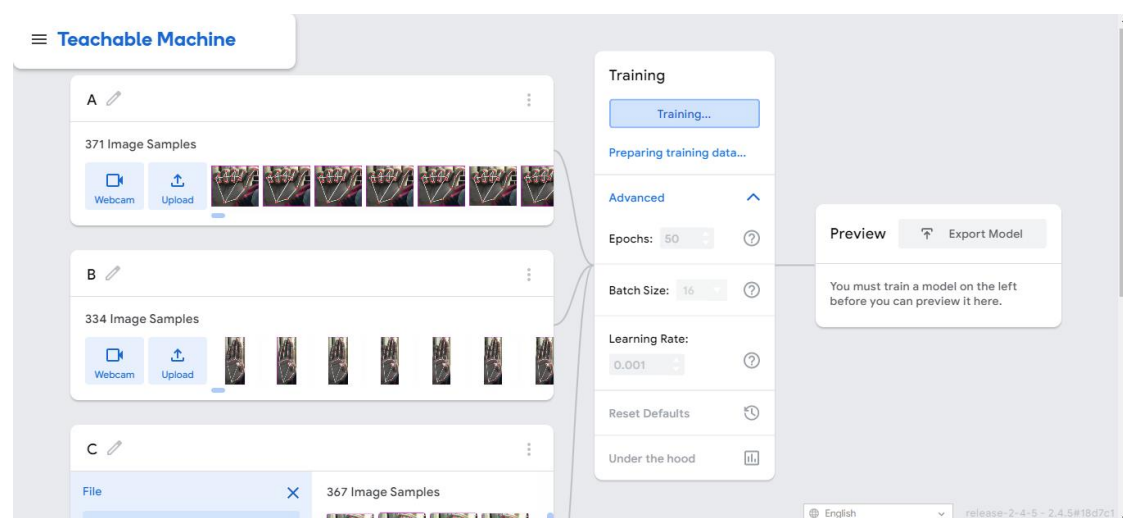 Teachable Machine
A
371 Image Samples
Webcam
Upload
B
334 Image Samples
Webcam
Upload
C
File
367 Image Samples
Training
Training...
Preparing training data...
Advanced
Epochs: 50
Batch Size: 16
Learning Rate:
0.001
Reset Defaults
Under the hood
Preview
Export Model
You must train a model on the left
before you can preview it here.
English
release-2-4-5 - 2.4.5#18d7c1